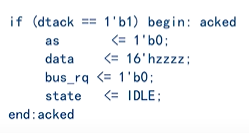 if (dtack == 1'b1) begin: acked
     as        <= 1'b0;
     data     <= 16'hzzzz;
     bus_rq <= 1'b0;
     state   <= IDLE;
end:acked